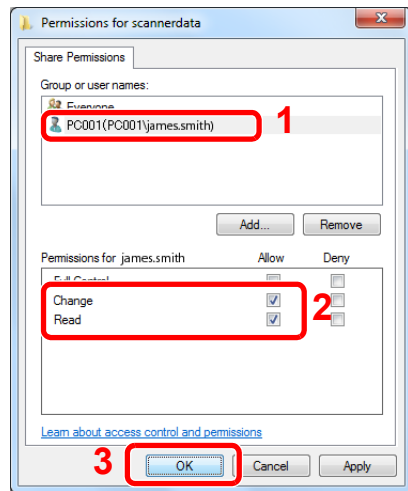 Permissions for scannerdata
Share Permissions
Group or user names:
Everyone
PC001(PC001\james.smith)
1
Add... Remove
Permissions for james.smith Allow Deny
Full Control
Change
Read
2
Learn about access control and permissions
3
OK Cancel Apply